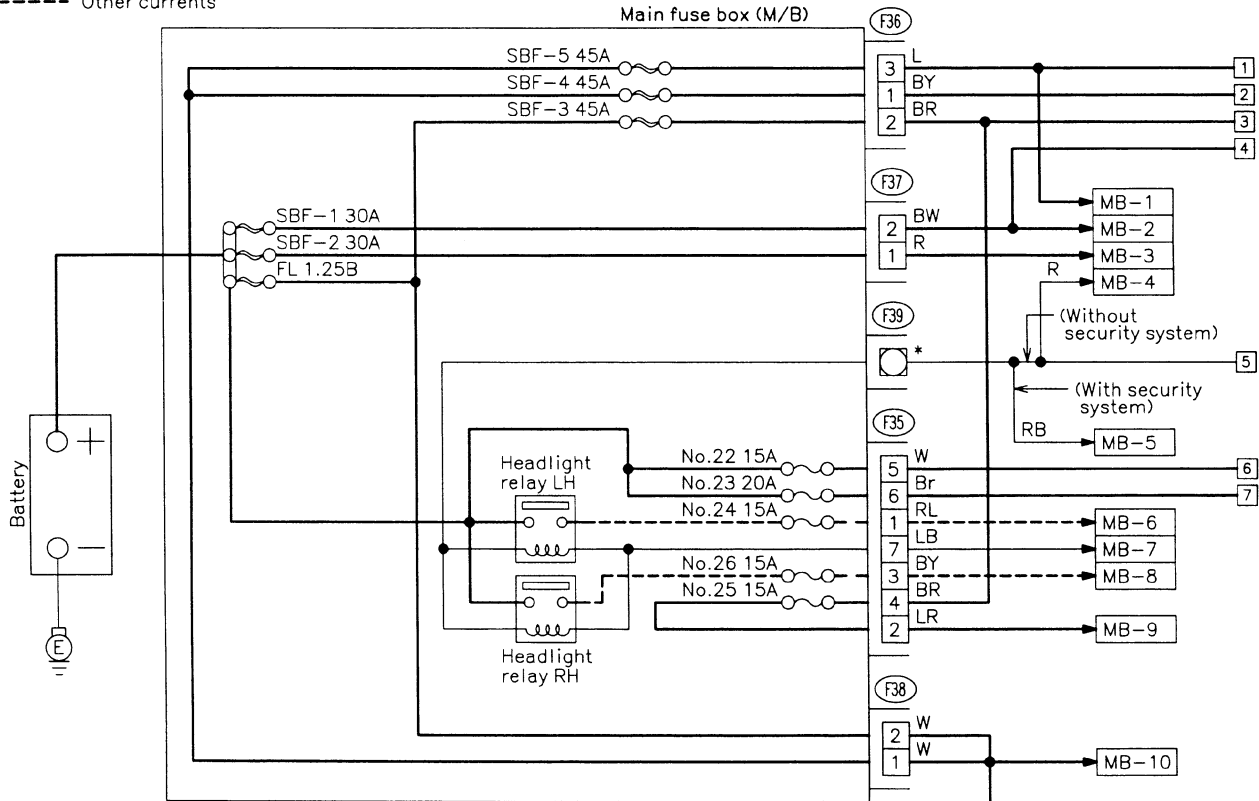 Other currents
Main fuse box (M/B)
F36
SBF-5 45A
3
L
1
SBF-4 45A
1
BY
2
SBF-3 45A
2
BR
3
4
F37
MB-1
SBF-1 30A
2
BW
MB-2
SBF-2 30A
1
R
MB-3
FL 1.25B
R
MB-4
F39
(Without
security system)
*
5
(With security
system)
F35
RB
MB-5
Battery
+
−
E
Headlight
relay LH
No.22 15A
5
W
6
No.23 20A
6
Br
7
No.24 15A
1
RL
MB-6
7
LB
MB-7
No.26 15A
3
BY
MB-8
No.25 15A
4
BR
2
LR
MB-9
Headlight
relay RH
F38
2
W
1
W
MB-10